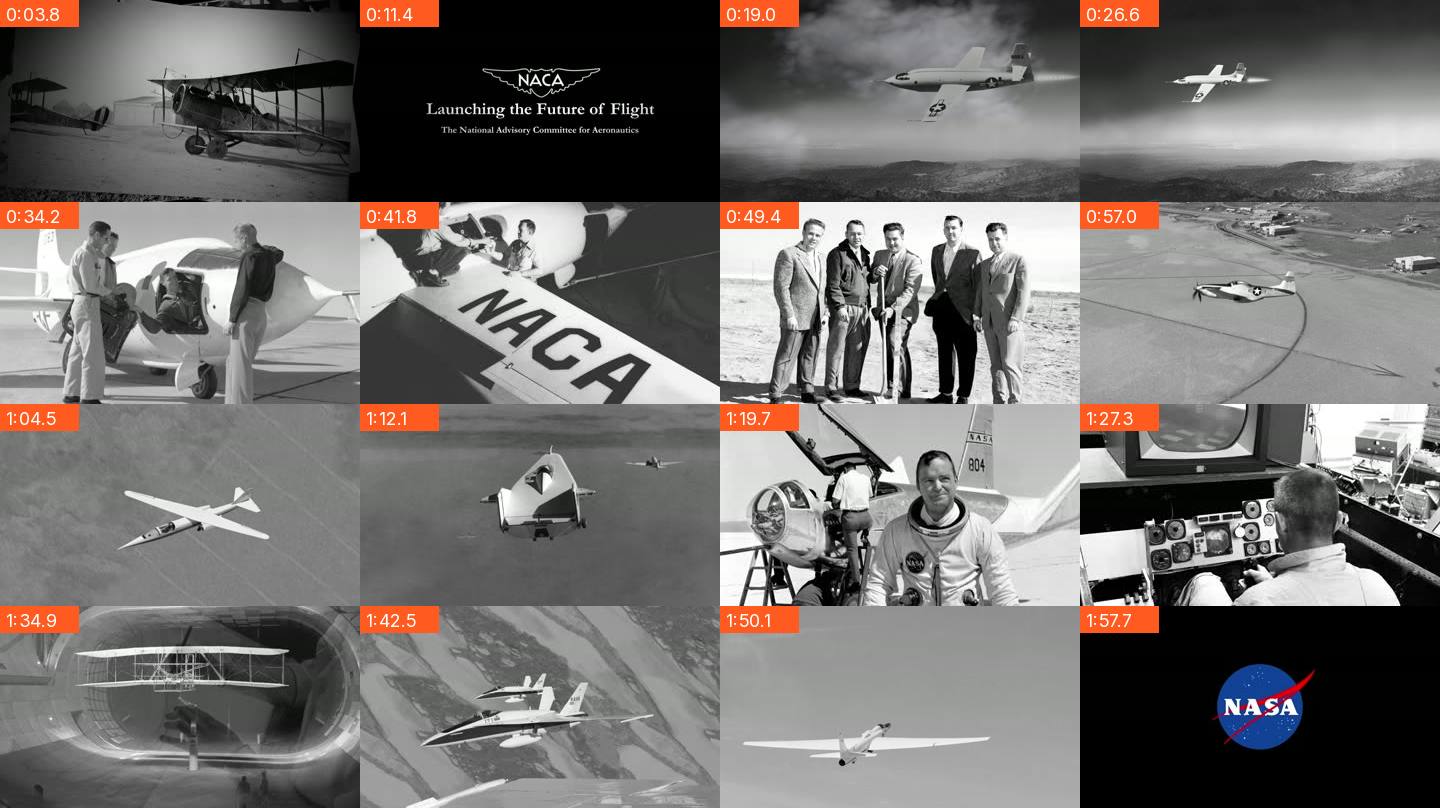 0:03.8
0:11.4
NACA
Launching the Future of Flight
The National Advisory Committee for Aeronautics
0:19.0
0:26.6
0:34.2
0:41.8
NACA
0:49.4
0:57.0
1:04.5
1:12.1
1:19.7
NASA
804
NASA
1:27.3
1:34.9
1:42.5
1:50.1
1:57.7
NASA